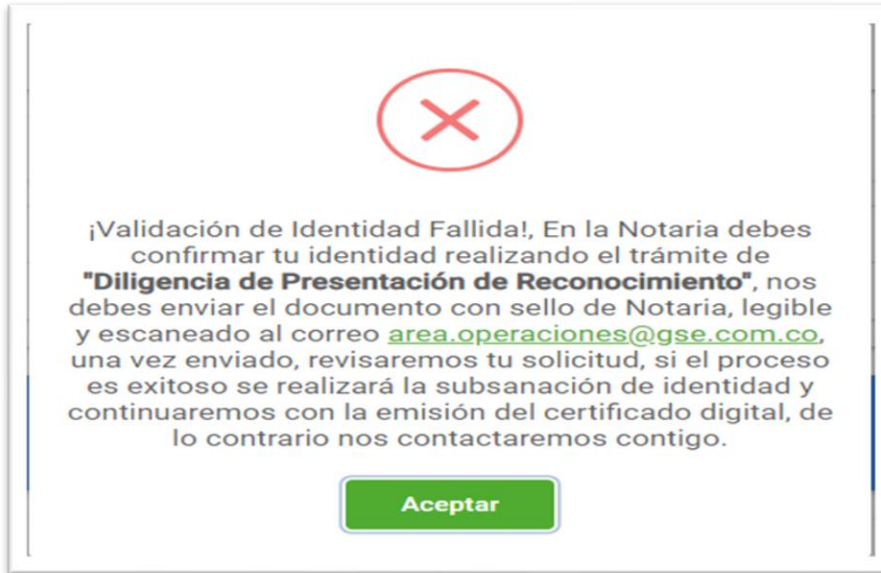 ¡Validación de Identidad Fallida!, En la Notaria debes
confirmar tu identidad realizando el trámite de
"Diligencia de Presentación de Reconocimiento", nos
debes enviar el documento con sello de Notaria, legible
y escaneado al correo area.operaciones@gse.com.co,
una vez enviado, revisaremos tu solicitud, si el proceso
es exitoso se realizará la subsanación de identidad y
continuaremos con la emisión del certificado digital, de
lo contrario nos contactaremos contigo.
Aceptar